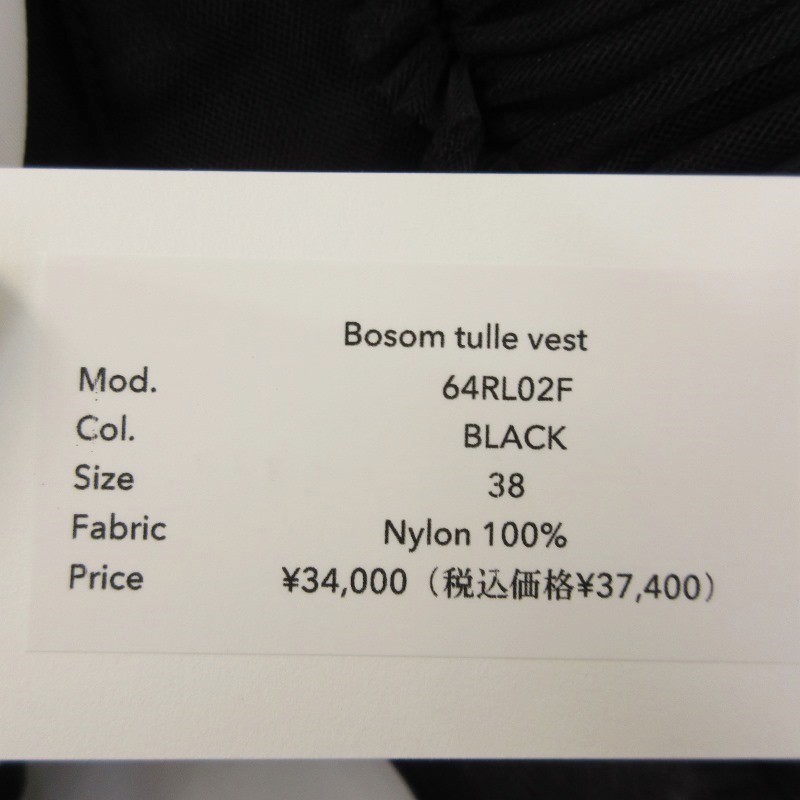 Bosom tulle vest
Mod. 64RL02F
Col. BLACK
Size 38
Fabric Nylon 100%
Price ¥34,000（税込価格¥37,400）